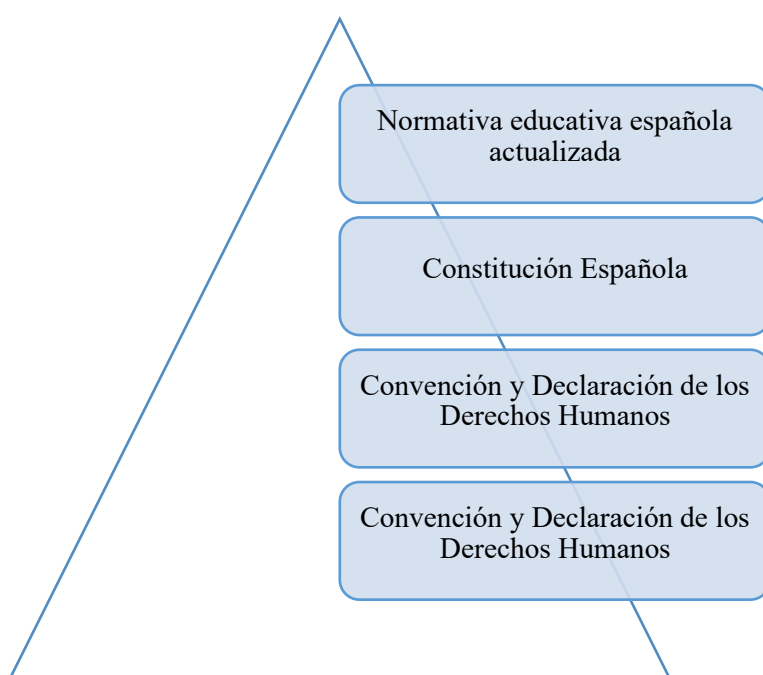 Normativa educativa española
actualizada
Constitución Española
Convención y Declaración de los
Derechos Humanos
Convención y Declaración de los
Derechos Humanos